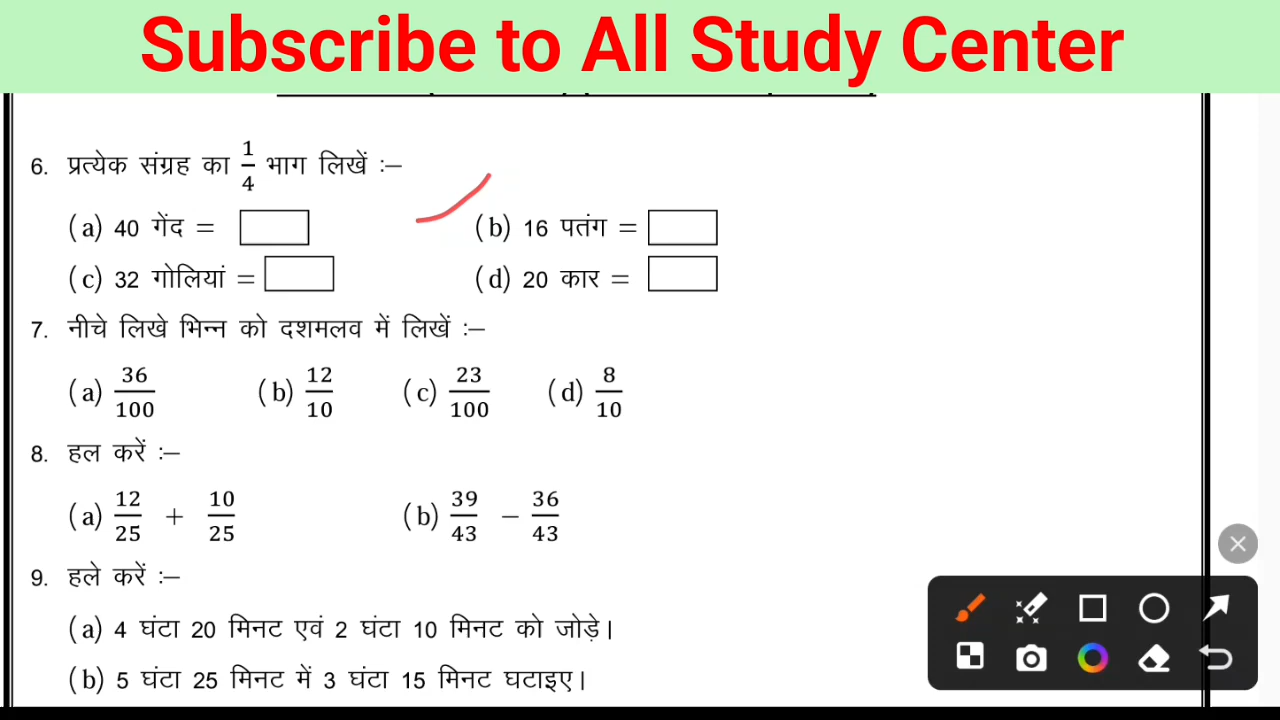 Subscribe to All Study Center
6. प्रत्येक संग्रह का 1/4 भाग लिखें :–
(a) 40 गेंद = (b) 16 पतंग =
(c) 32 गोलियां = (d) 20 कार =
7. नीचे लिखे भिन्न को दशमलव में लिखें :–
(a) 36/100 (b) 12/10 (c) 23/100 (d) 8/10
8. हल करें :–
(a) 12/25 + 10/25 (b) 39/43 – 36/43
9. हले करें :–
(a) 4 घंटा 20 मिनट एवं 2 घंटा 10 मिनट को जोड़े।
(b) 5 घंटा 25 मिनट में 3 घंटा 15 मिनट घटाइए।